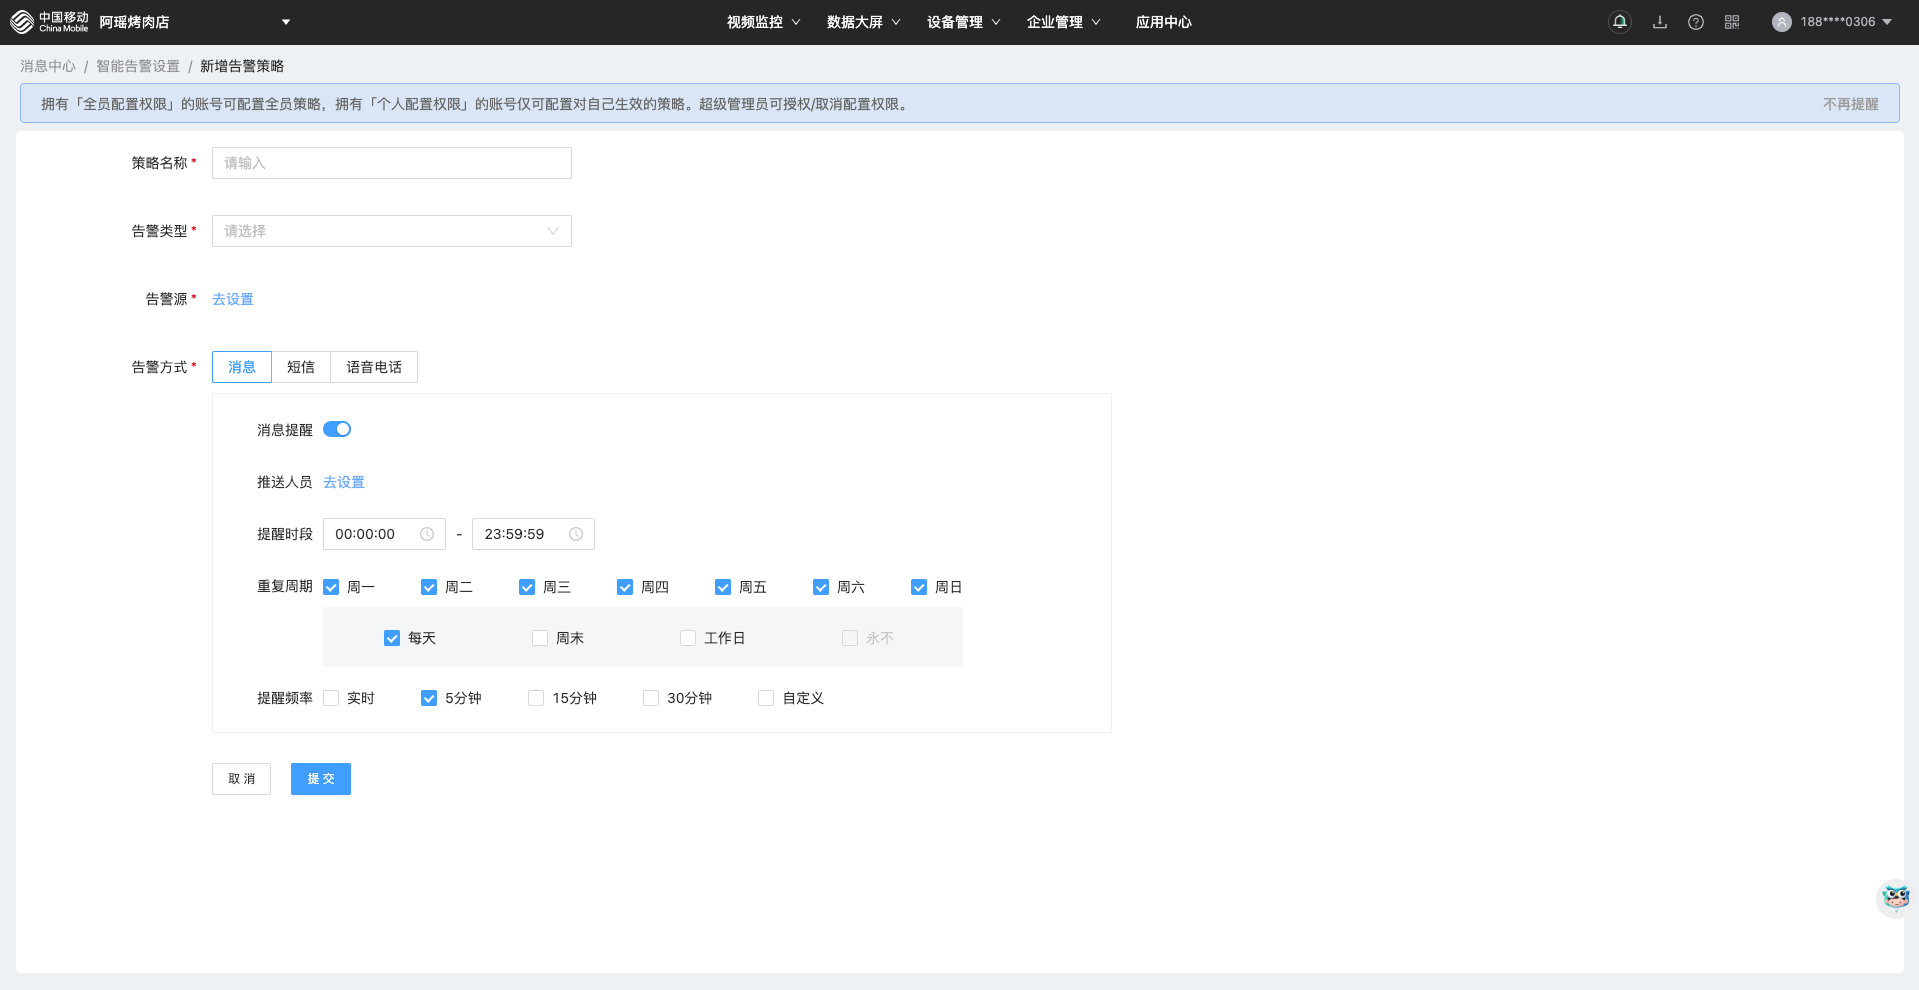 中国移动 China Mobile 阿瑶烤肉店 视频监控 数据大屏 设备管理 企业管理 应用中心 188****0306
消息中心 / 智能告警设置 / 新增告警策略
拥有「全员配置权限」的账号可配置全员策略，拥有「个人配置权限」的账号仅可配置对自己生效的策略。超级管理员可授权/取消配置权限。 不再提醒
策略名称 * 请输入
告警类型 * 请选择
告警源 * 去设置
告警方式 * 消息 短信 语音电话
消息提醒
推送人员 去设置
提醒时段 00:00:00 - 23:59:59
重复周期 周一 周二 周三 周四 周五 周六 周日
每天 周末 工作日 永不
提醒频率 实时 5分钟 15分钟 30分钟 自定义
取 消 提 交